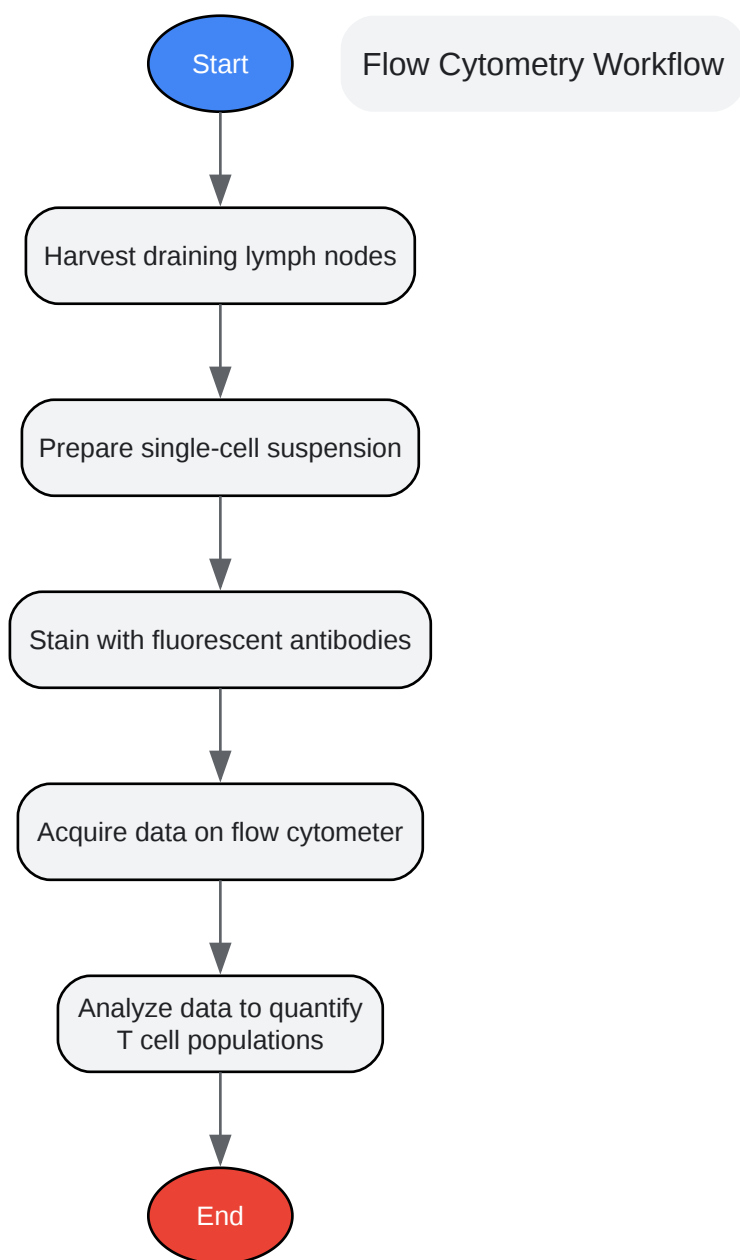 Start
Flow Cytometry Workflow
Harvest draining lymph nodes
Prepare single-cell suspension
Stain with fluorescent antibodies
Acquire data on flow cytometer
Analyze data to quantify
T cell populations
End